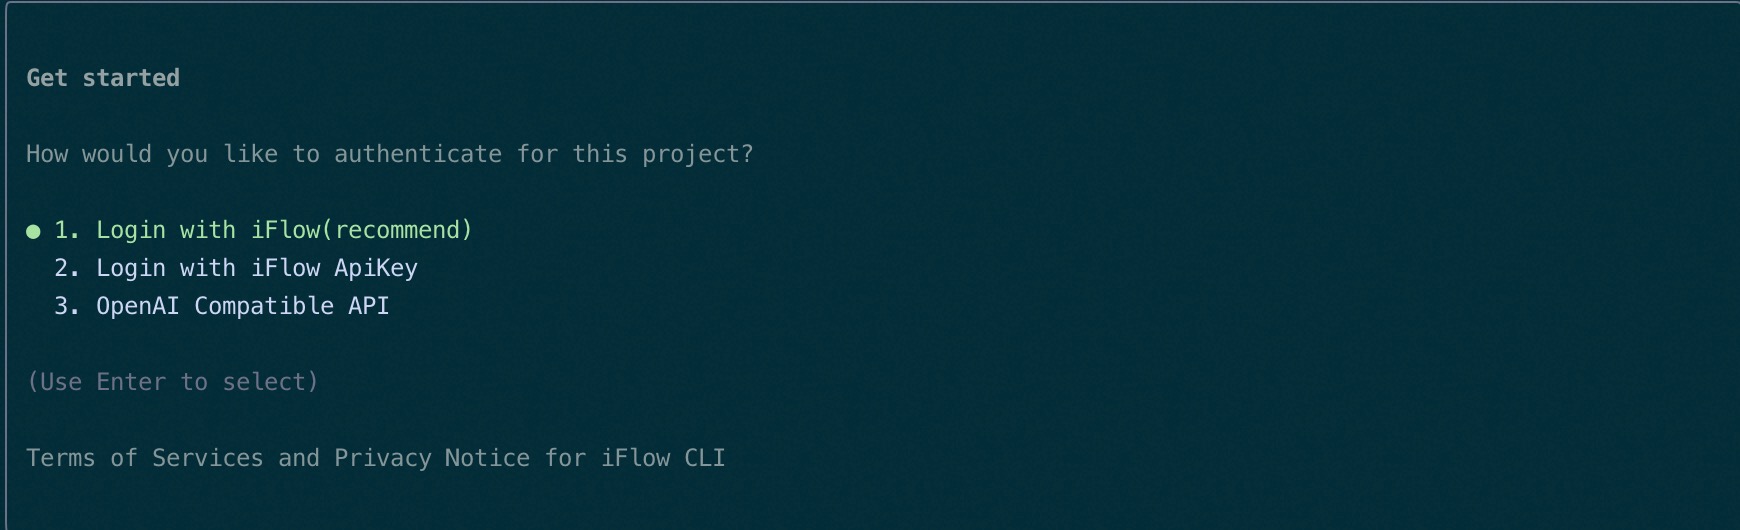 Get started
How would you like to authenticate for this project?
● 1. Login with iFlow(recommend)
2. Login with iFlow ApiKey
3. OpenAI Compatible API
(Use Enter to select)
Terms of Services and Privacy Notice for iFlow CLI